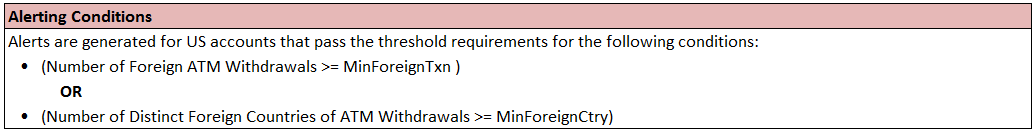 Alerting Conditions
Alerts are generated for US accounts that pass the threshold requirements for the following conditions:
• (Number of Foreign ATM Withdrawals >= MinForeignTxn )
OR
• (Number of Distinct Foreign Countries of ATM Withdrawals >= MinForeignCtry)